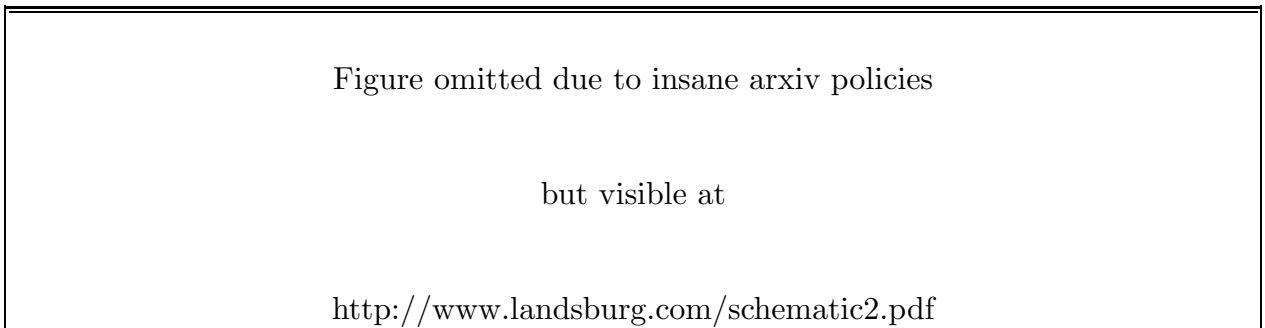 Figure omitted due to insane arxiv policies
but visible at
http://www.landsburg.com/schematic2.pdf